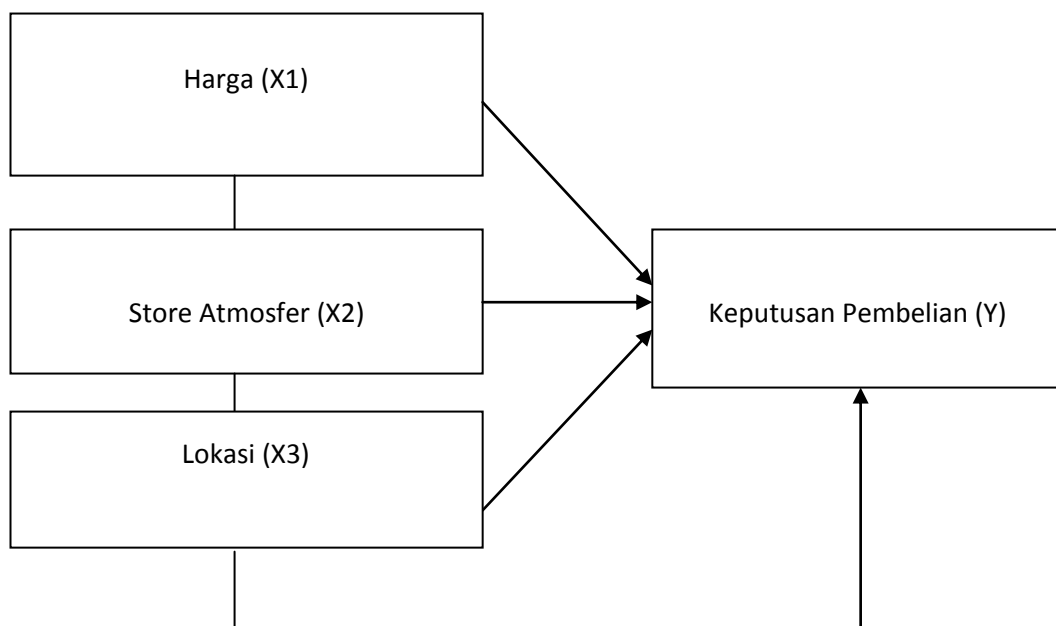 Harga (X1)
Store Atmosfer (X2)
Keputusan Pembelian (Y)
Lokasi (X3)